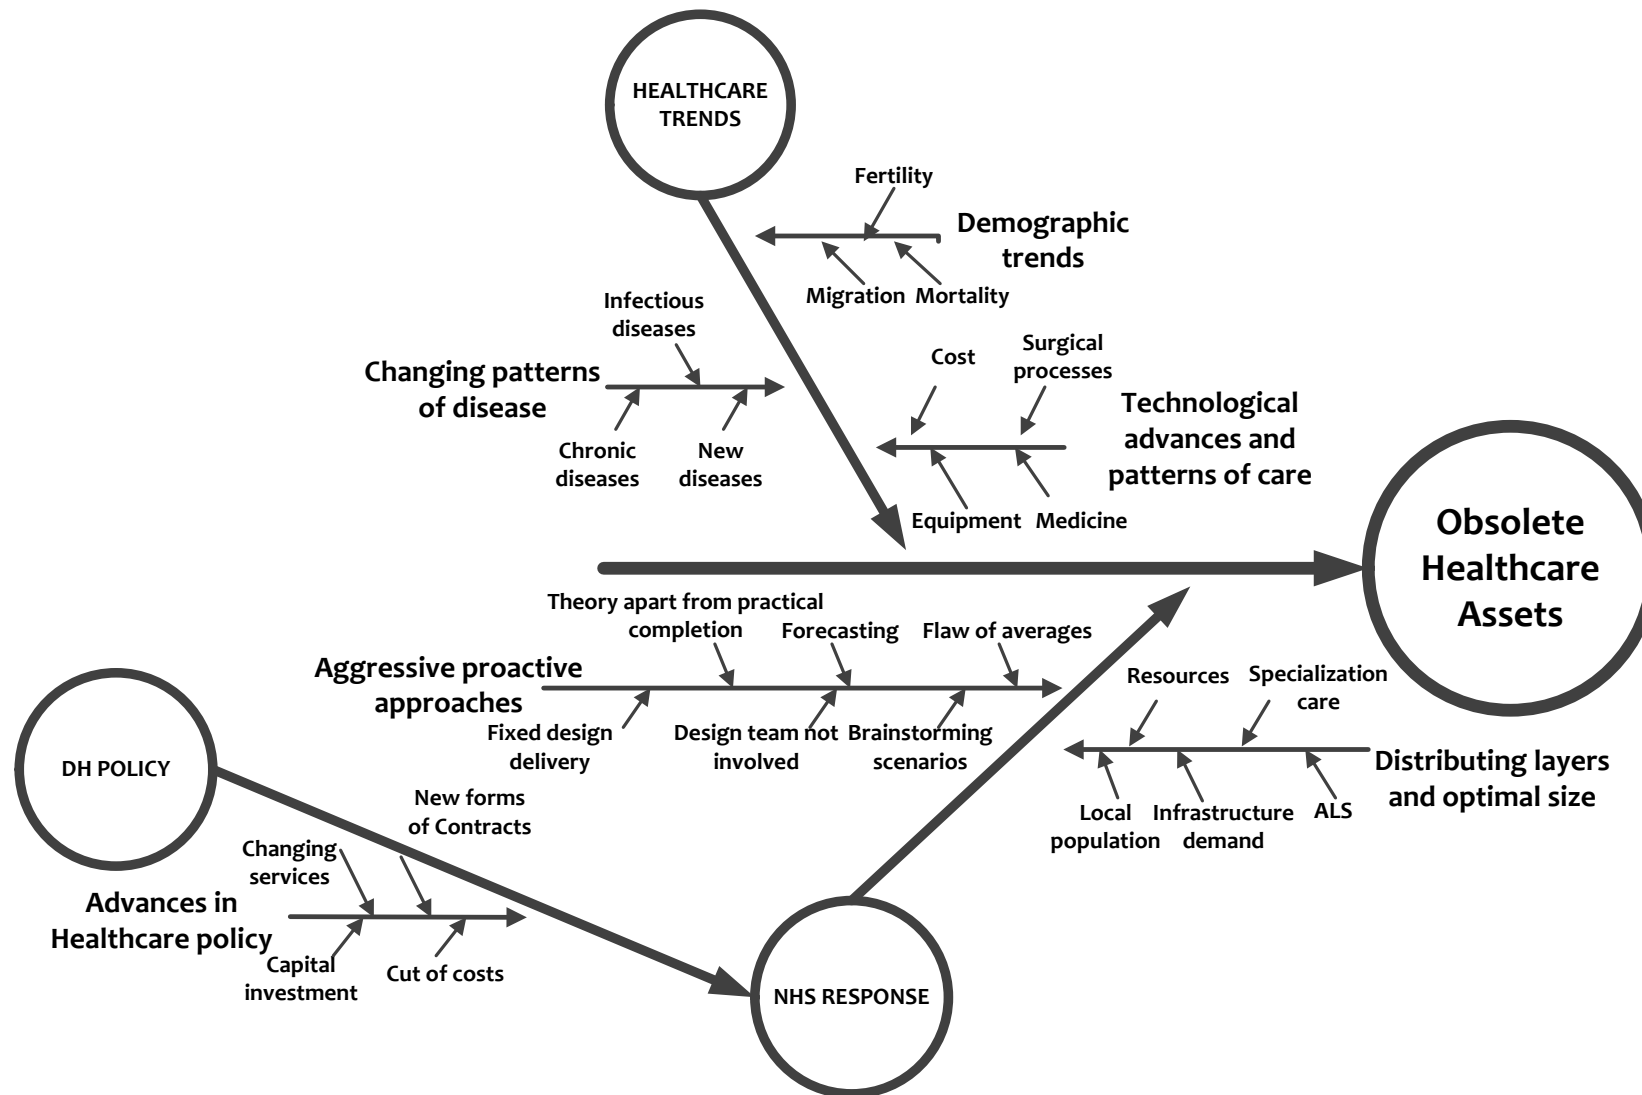 HEALTHCARE
TRENDS
Fertility
Demographic
trends
Migration
Mortality
Infectious
diseases
Changing patterns
of disease
Chronic
diseases
New
diseases
Cost
Surgical
processes
Technological
advances and
patterns of care
Equipment
Medicine
Obsolete
Healthcare
Assets
Theory apart from practical
completion
Forecasting
Flaw of averages
Aggressive proactive
approaches
Fixed design
delivery
Design team not
involved
Brainstorming
scenarios
Resources
Specialization
care
Distributing layers
and optimal size
Local
population
Infrastructure
demand
ALS
DH POLICY
New forms
of Contracts
Changing
services
Advances in
Healthcare policy
Capital
investment
Cut of costs
NHS RESPONSE